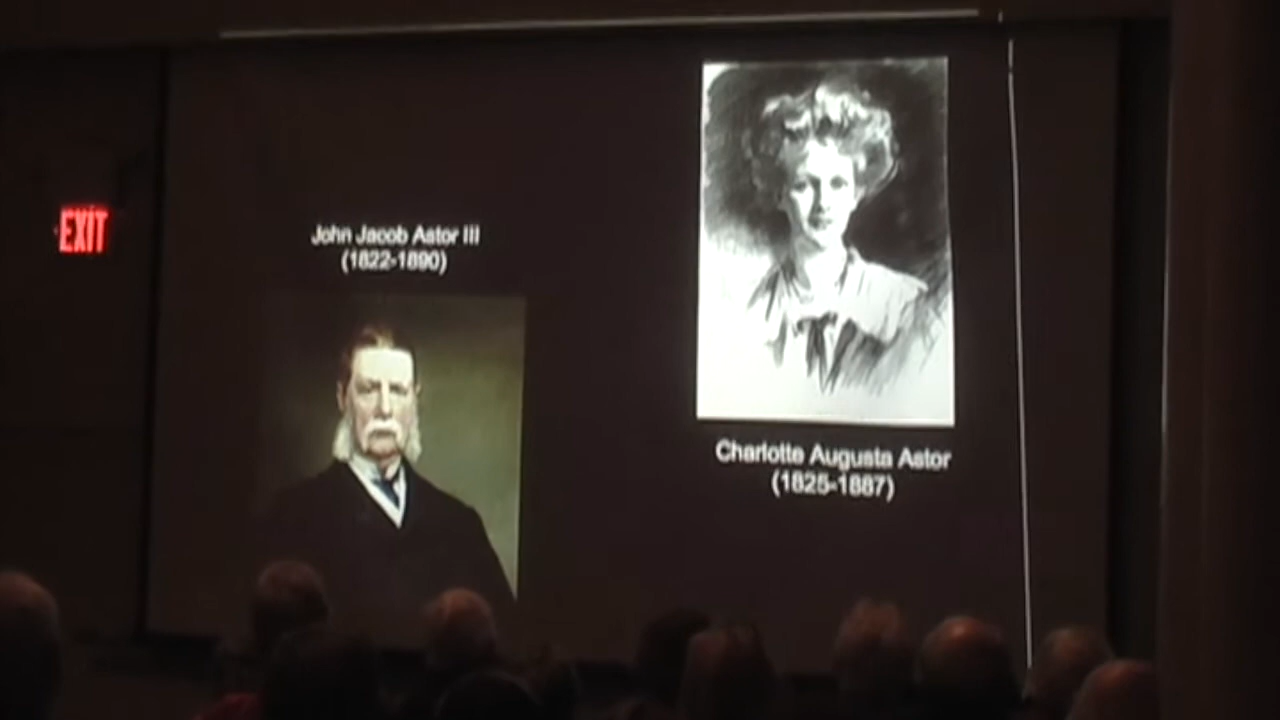 EXIT
John Jacob Astor III
(1822-1890)
Charlotte Augusta Astor
(1825-1887)